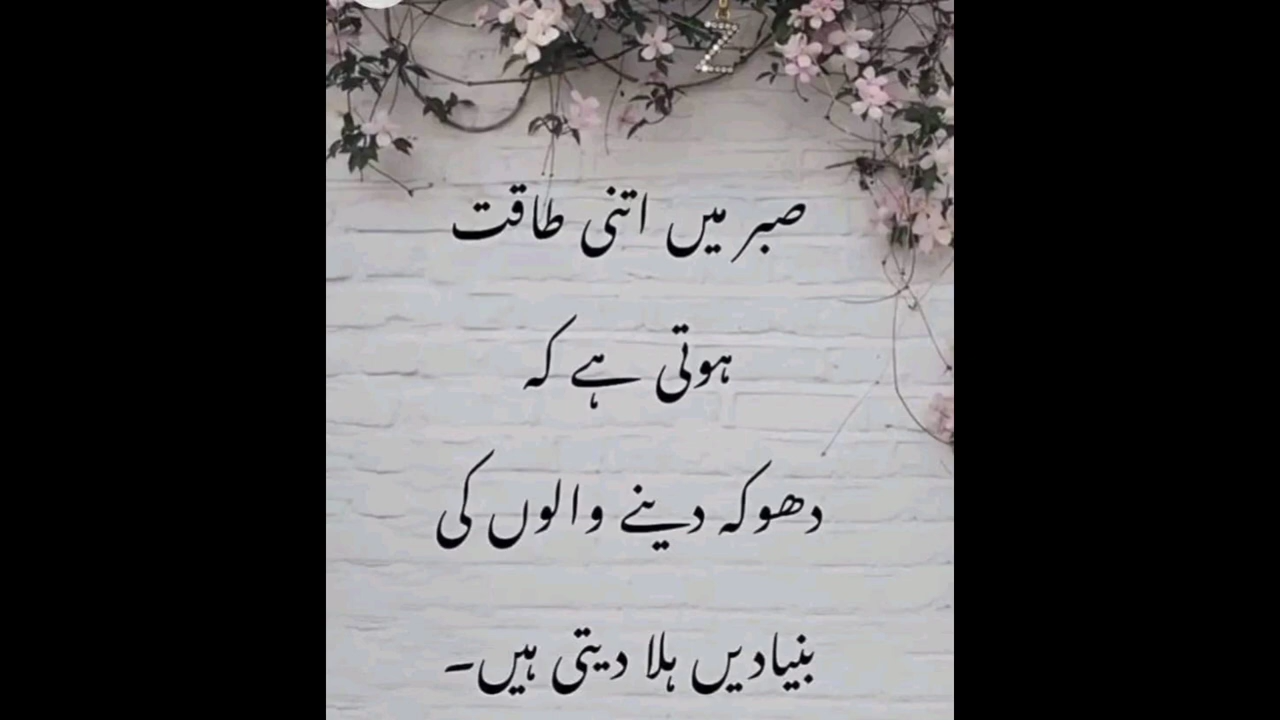 Z
صبر میں اتنی طاقت
ہوتی ہے کہ
دھوکہ دینے والوں کی
بنیادیں ہلا دیتی ہیں۔